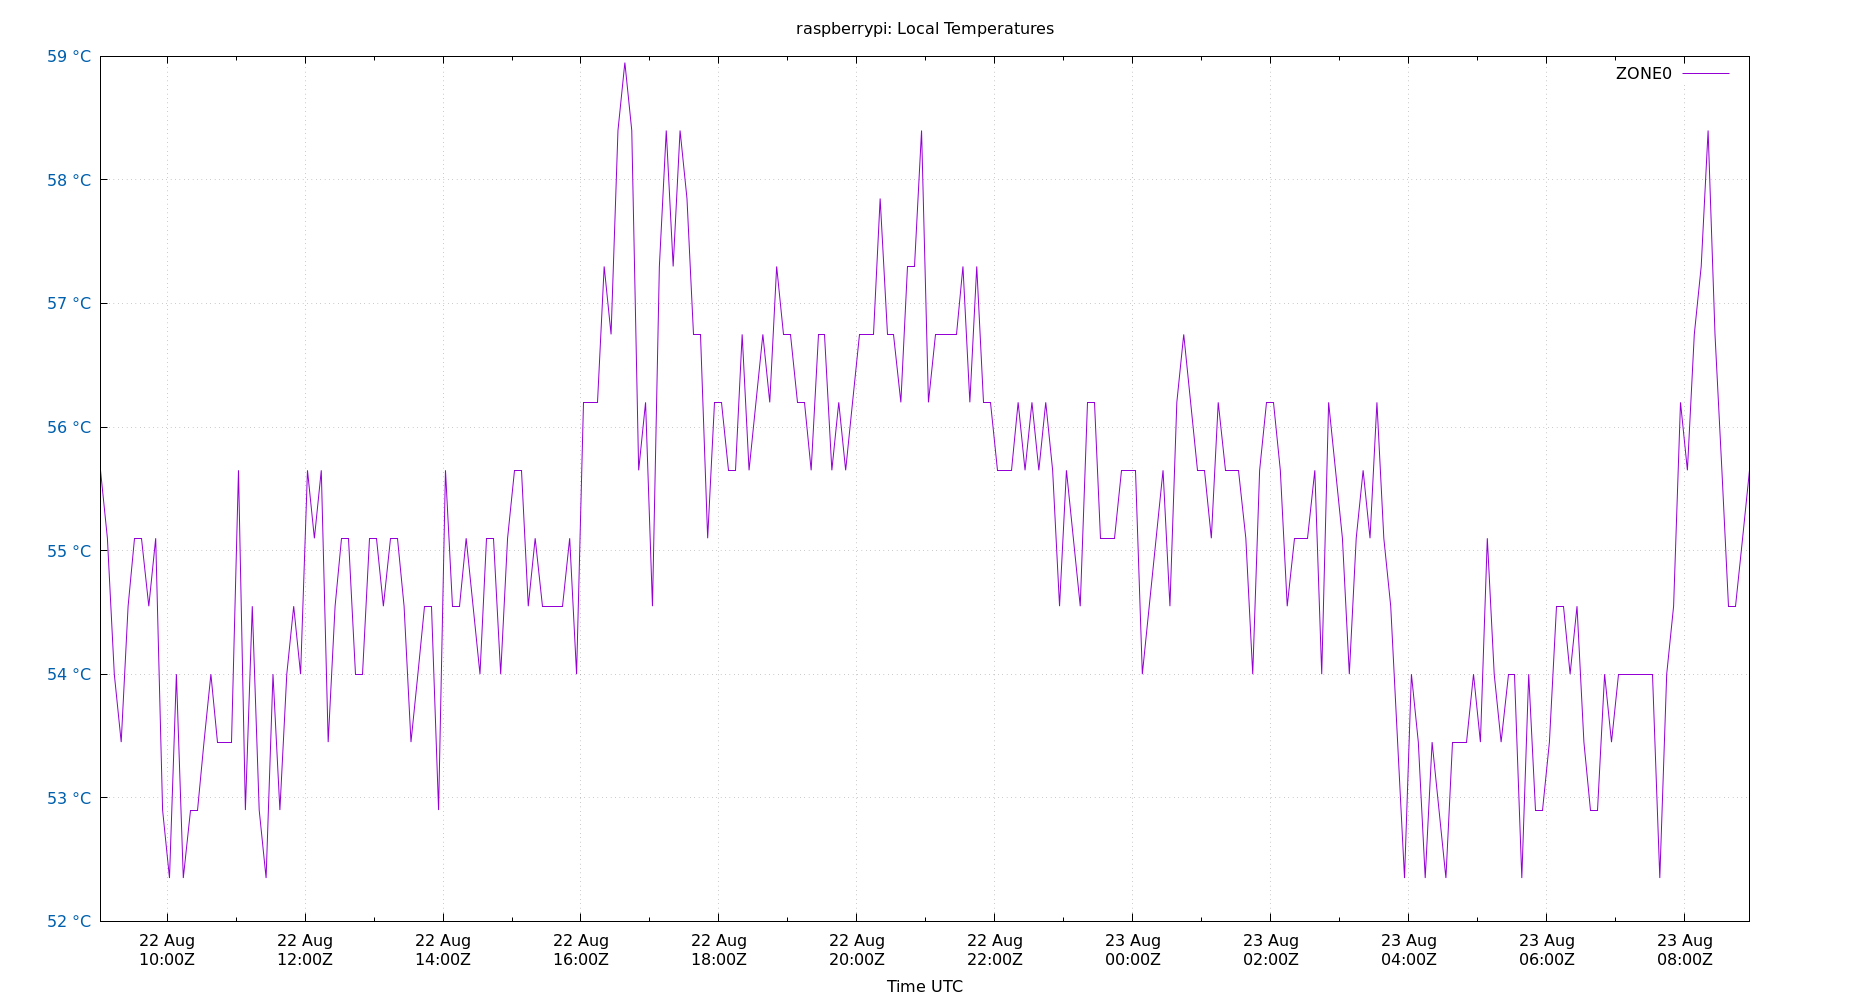 raspberrypi: Local Temperatures
59 °C
58 °C
57 °C
56 °C
55 °C
54 °C
53 °C
52 °C
ZONE0
22 Aug 22 Aug 22 Aug 22 Aug 22 Aug 22 Aug 22 Aug 23 Aug 23 Aug 23 Aug 23 Aug 23 Aug
10:00Z 12:00Z 14:00Z 16:00Z 18:00Z 20:00Z 22:00Z 00:00Z 02:00Z 04:00Z 06:00Z 08:00Z
Time UTC